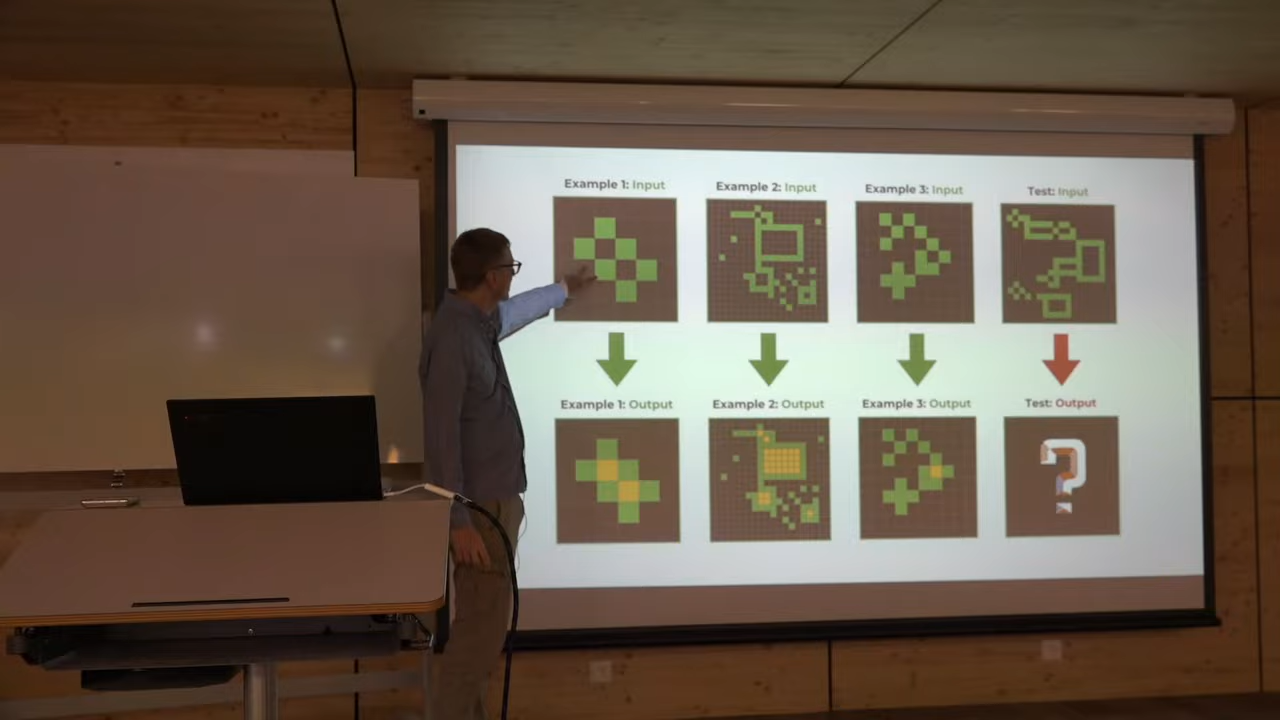 Example 1: Input
Example 2: Input
Example 3: Input
Test: Input
Example 1: Output
Example 2: Output
Example 3: Output
Test: Output
?